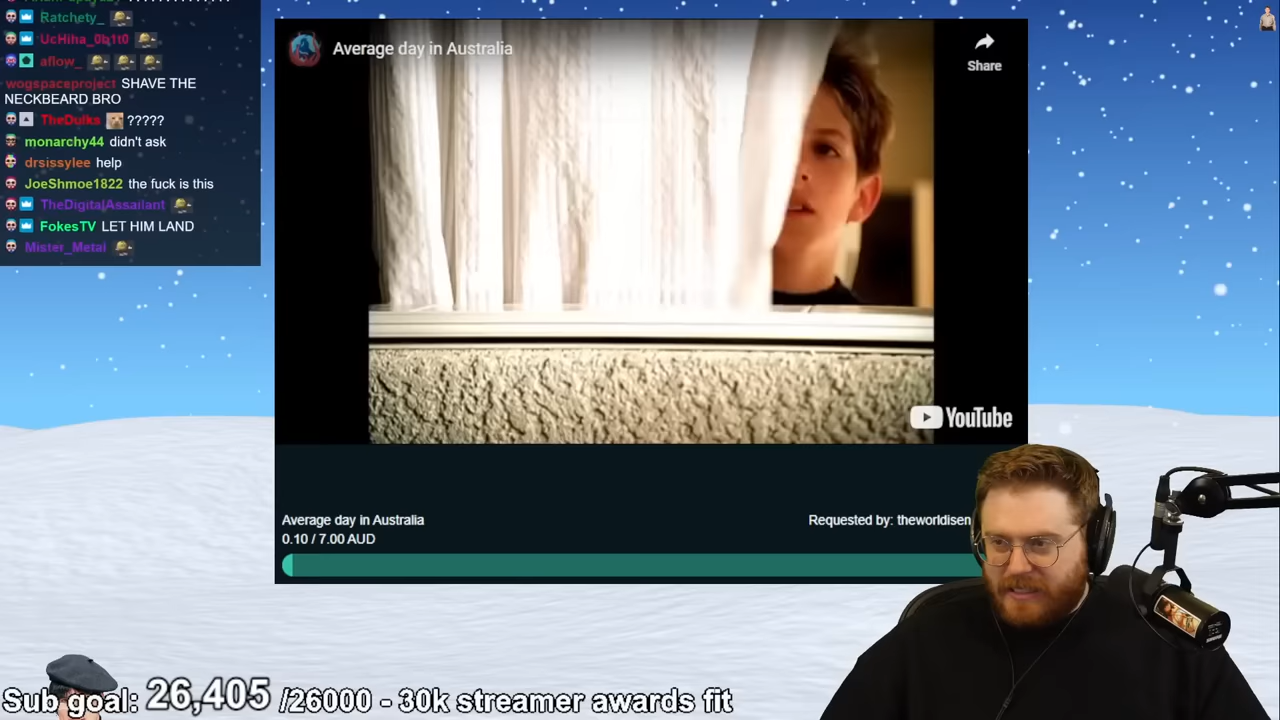 Ratchety_
UcHiha_0b1t0
aflow_
wogspaceproject SHAVE THE
NECKBEARD BRO
TheDulks ?????
monarchy44 didn't ask
drsissylee help
JoeShmoe1822 the fuck is this
TheDigitalAssailant
FokesTV LET HIM LAND
Mister_Metal
Average day in Australia
Share
YouTube
Average day in Australia
Requested by: theworldisen
0.10 / 7.00 AUD
Sub goal: 26,405 /26000 - 30k streamer awards fit